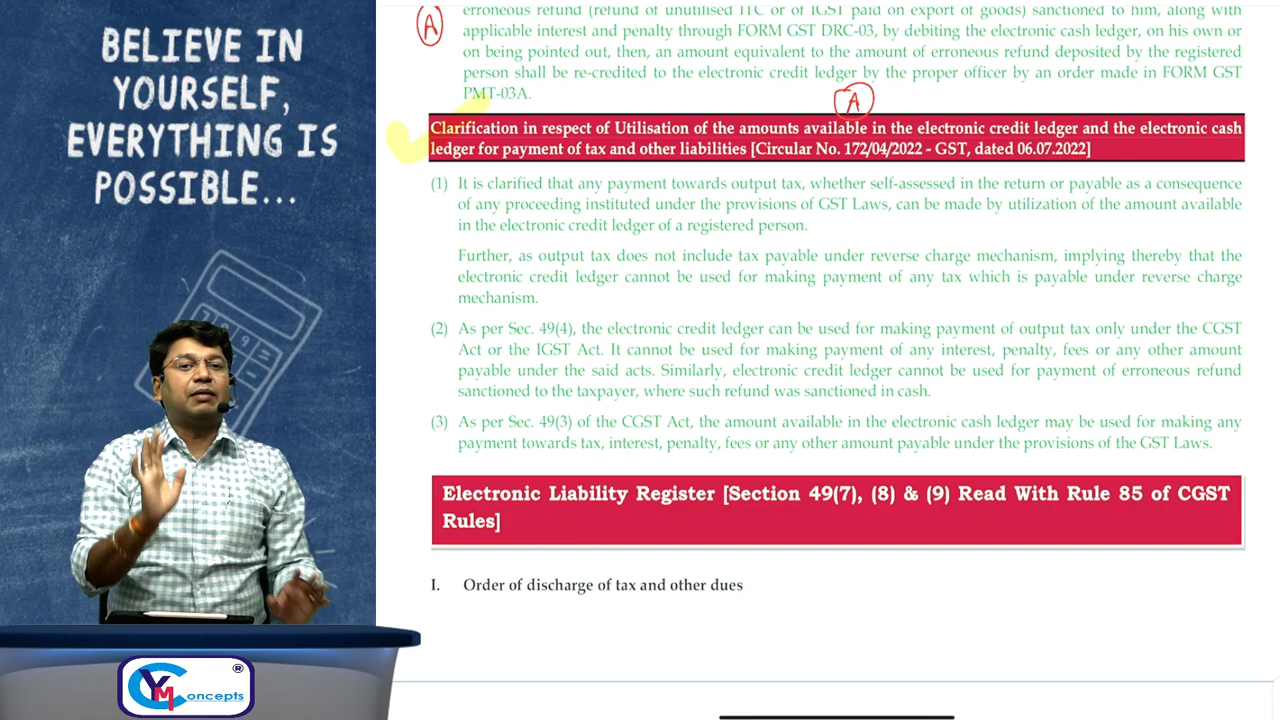 BELIEVE IN
YOURSELF,
EVERYTHING IS
POSSIBLE...
A
erroneous refund (refund of unutilised ITC or of IGST paid on export of goods) sanctioned to him, along with
applicable interest and penalty through FORM GST DRC-03, by debiting the electronic cash ledger, on his own or
on being pointed out, then, an amount equivalent to the amount of erroneous refund deposited by the registered
person shall be re-credited to the electronic credit ledger by the proper officer by an order made in FORM GST
PMT-03A.
A
Clarification in respect of Utilisation of the amounts available in the electronic credit ledger and the electronic cash
ledger for payment of tax and other liabilities [Circular No. 172/04/2022 - GST, dated 06.07.2022]
(1) It is clarified that any payment towards output tax, whether self-assessed in the return or payable as a consequence
of any proceeding instituted under the provisions of GST Laws, can be made by utilization of the amount available
in the electronic credit ledger of a registered person.
Further, as output tax does not include tax payable under reverse charge mechanism, implying thereby that the
electronic credit ledger cannot be used for making payment of any tax which is payable under reverse charge
mechanism.
(2) As per Sec. 49(4), the electronic credit ledger can be used for making payment of output tax only under the CGST
Act or the IGST Act. It cannot be used for making payment of any interest, penalty, fees or any other amount
payable under the said acts. Similarly, electronic credit ledger cannot be used for payment of erroneous refund
sanctioned to the taxpayer, where such refund was sanctioned in cash.
(3) As per Sec. 49(3) of the CGST Act, the amount available in the electronic cash ledger may be used for making any
payment towards tax, interest, penalty, fees or any other amount payable under the provisions of the GST Laws.
Electronic Liability Register [Section 49(7), (8) & (9) Read With Rule 85 of CGST
Rules]
I. Order of discharge of tax and other dues
YMConcepts ®